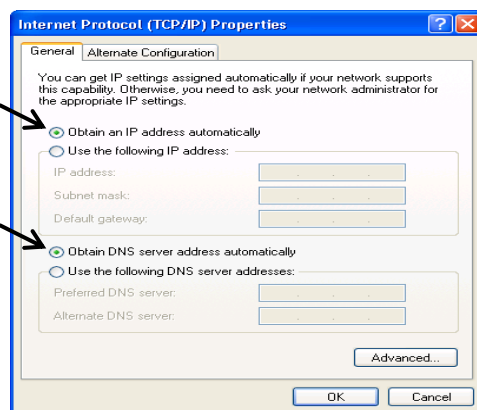 Internet Protocol (TCP/IP) Properties
General
Alternate Configuration
You can get IP settings assigned automatically if your network supports
this capability. Otherwise, you need to ask your network administrator for
the appropriate IP settings.
Obtain an IP address automatically
Use the following IP address:
IP address:
Subnet mask:
Default gateway:
Obtain DNS server address automatically
Use the following DNS server addresses:
Preferred DNS server:
Alternate DNS server:
Advanced...
OK
Cancel